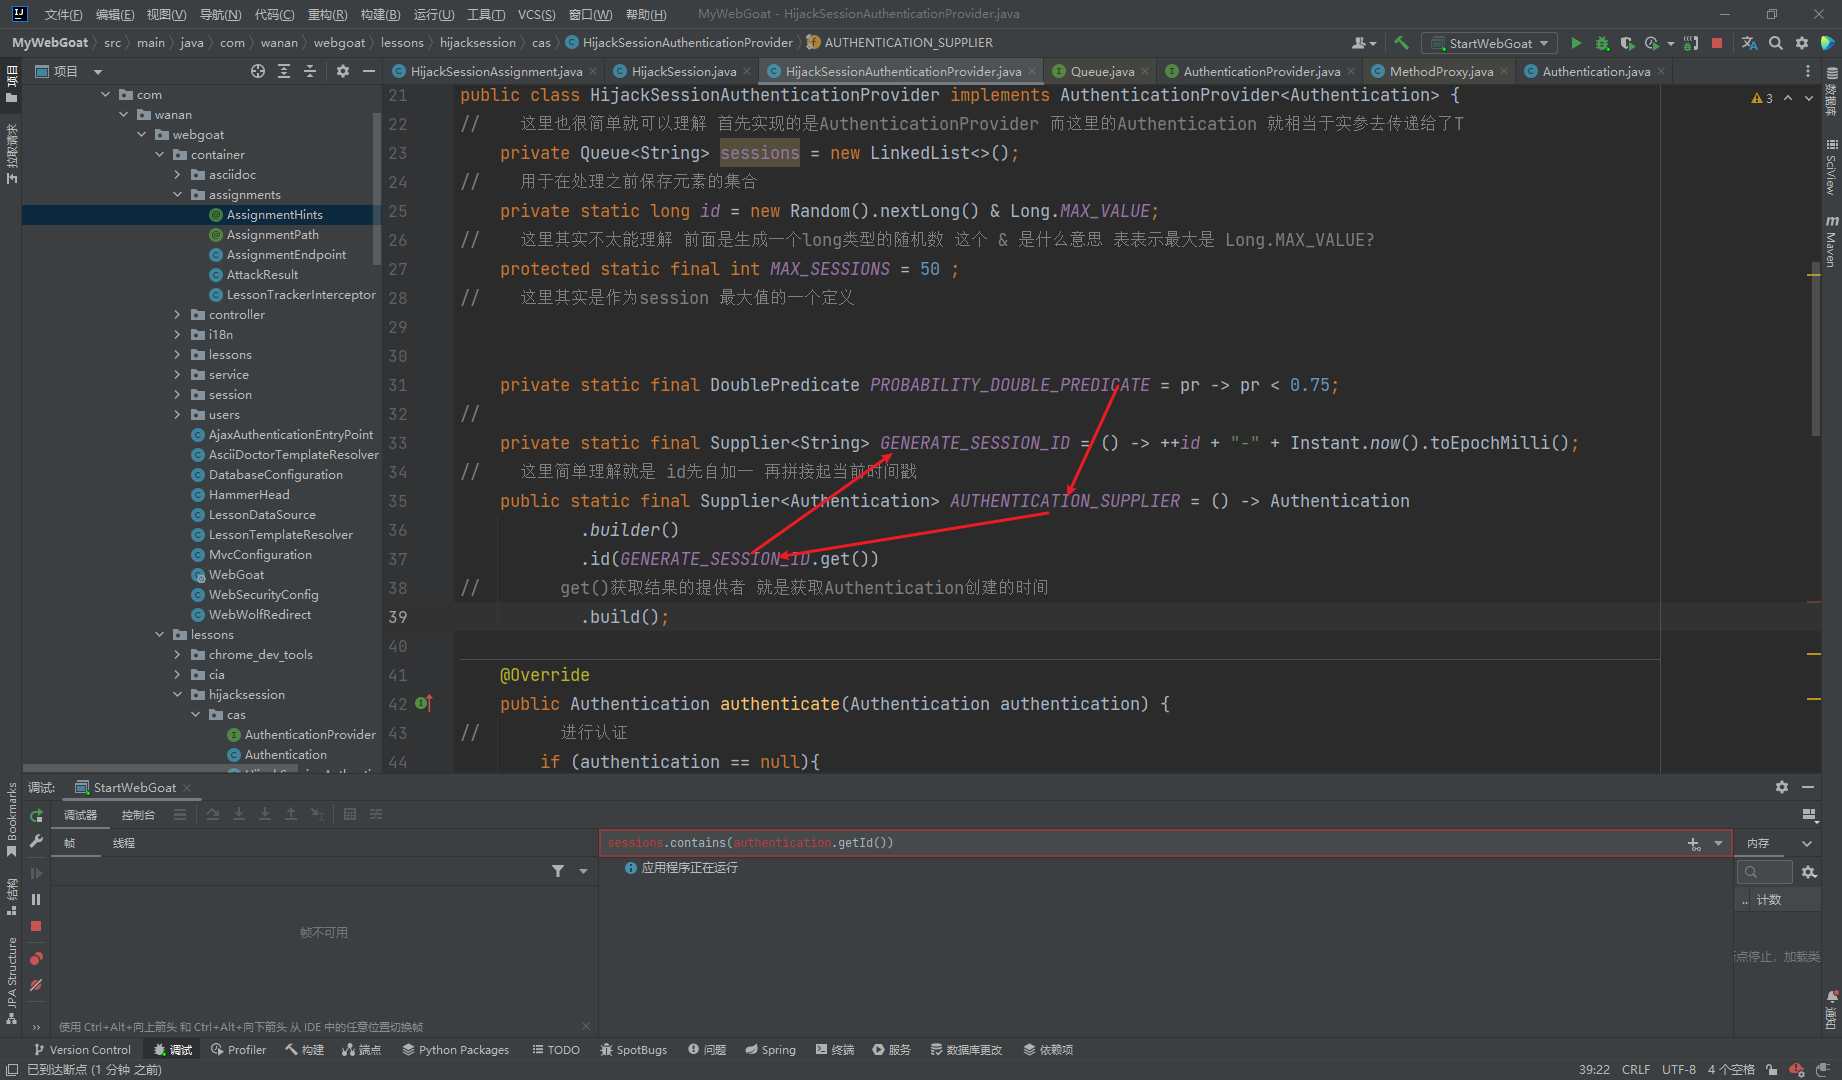 文件(F) 编辑(E) 视图(V) 导航(N) 代码(C) 重构(R) 构建(B) 运行(U) 工具(T) VCS(S) 窗口(W) 帮助(H) MyWebGoat - HijackSessionAuthenticationProvider.java
MyWebGoat src main java com wanan webgoat lessons hijacksession cas HijackSessionAuthenticationProvider AUTHENTICATION_SUPPLIER StartWebGoat
项目
HijackSessionAssignment.java HijackSession.java HijackSessionAuthenticationProvider.java Queue.java AuthenticationProvider.java MethodProxy.java Authentication.java
项目
拉取请求
com
wanan
webgoat
container
asciidoc
assignments
AssignmentHints
AssignmentPath
AssignmentEndpoint
AttackResult
LessonTrackerInterceptor
controller
i18n
lessons
service
session
users
AjaxAuthenticationEntryPoint
AsciiDoctorTemplateResolver
DatabaseConfiguration
HammerHead
LessonDataSource
LessonTemplateResolver
MvcConfiguration
WebGoat
WebSecurityConfig
WebWolfRedirect
lessons
chrome_dev_tools
cia
hijacksession
cas
AuthenticationProvider
Authentication
21 public class HijackSessionAuthenticationProvider implements AuthenticationProvider<Authentication> {
22 // 这里也很简单就可以理解 首先实现的是AuthenticationProvider 而这里的Authentication 就相当于实参去传递给了T
23 private Queue<String> sessions = new LinkedList<>();
24 // 用于在处理之前保存元素的集合
25 private static long id = new Random().nextLong() & Long.MAX_VALUE;
26 // 这里其实不太能理解 前面是生成一个long类型的随机数 这个 & 是什么意思 表表示最大是 Long.MAX_VALUE?
27 protected static final int MAX_SESSIONS = 50 ;
28 // 这里其实是作为session 最大值的一个定义
29
30
31 private static final DoublePredicate PROBABILITY_DOUBLE_PREDICATE = pr -> pr < 0.75;
32 //
33 private static final Supplier<String> GENERATE_SESSION_ID = () -> ++id + "-" + Instant.now().toEpochMilli();
34 // 这里简单理解就是 id先自加一 再拼接起当前时间戳
35 public static final Supplier<Authentication> AUTHENTICATION_SUPPLIER = () -> Authentication
36 .builder()
37 .id(GENERATE_SESSION_ID.get())
38 // get()获取结果的提供者 就是获取Authentication创建的时间
39 .build();
40
41 @Override
42 public Authentication authenticate(Authentication authentication) {
43 // 进行认证
44 if (authentication == null){
3
数据库
SciView
Maven
通知
Bookmarks
结构
JPA Structure
调试: StartWebGoat
调试器 控制台
帧 线程
帧不可用
使用 Ctrl+Alt+向上箭头 和 Ctrl+Alt+向下箭头 从 IDE 中的任意位置切换帧
sessions.contains(authentication.getId())
应用程序正在运行
内存
.. 计数
点停止，加载类
Version Control 调试 Profiler 构建 端点 Python Packages TODO SpotBugs 问题 Spring 终端 服务 数据库更改 依赖项
已到达断点 (1 分钟 之前) 39:22 CRLF UTF-8 4 个空格